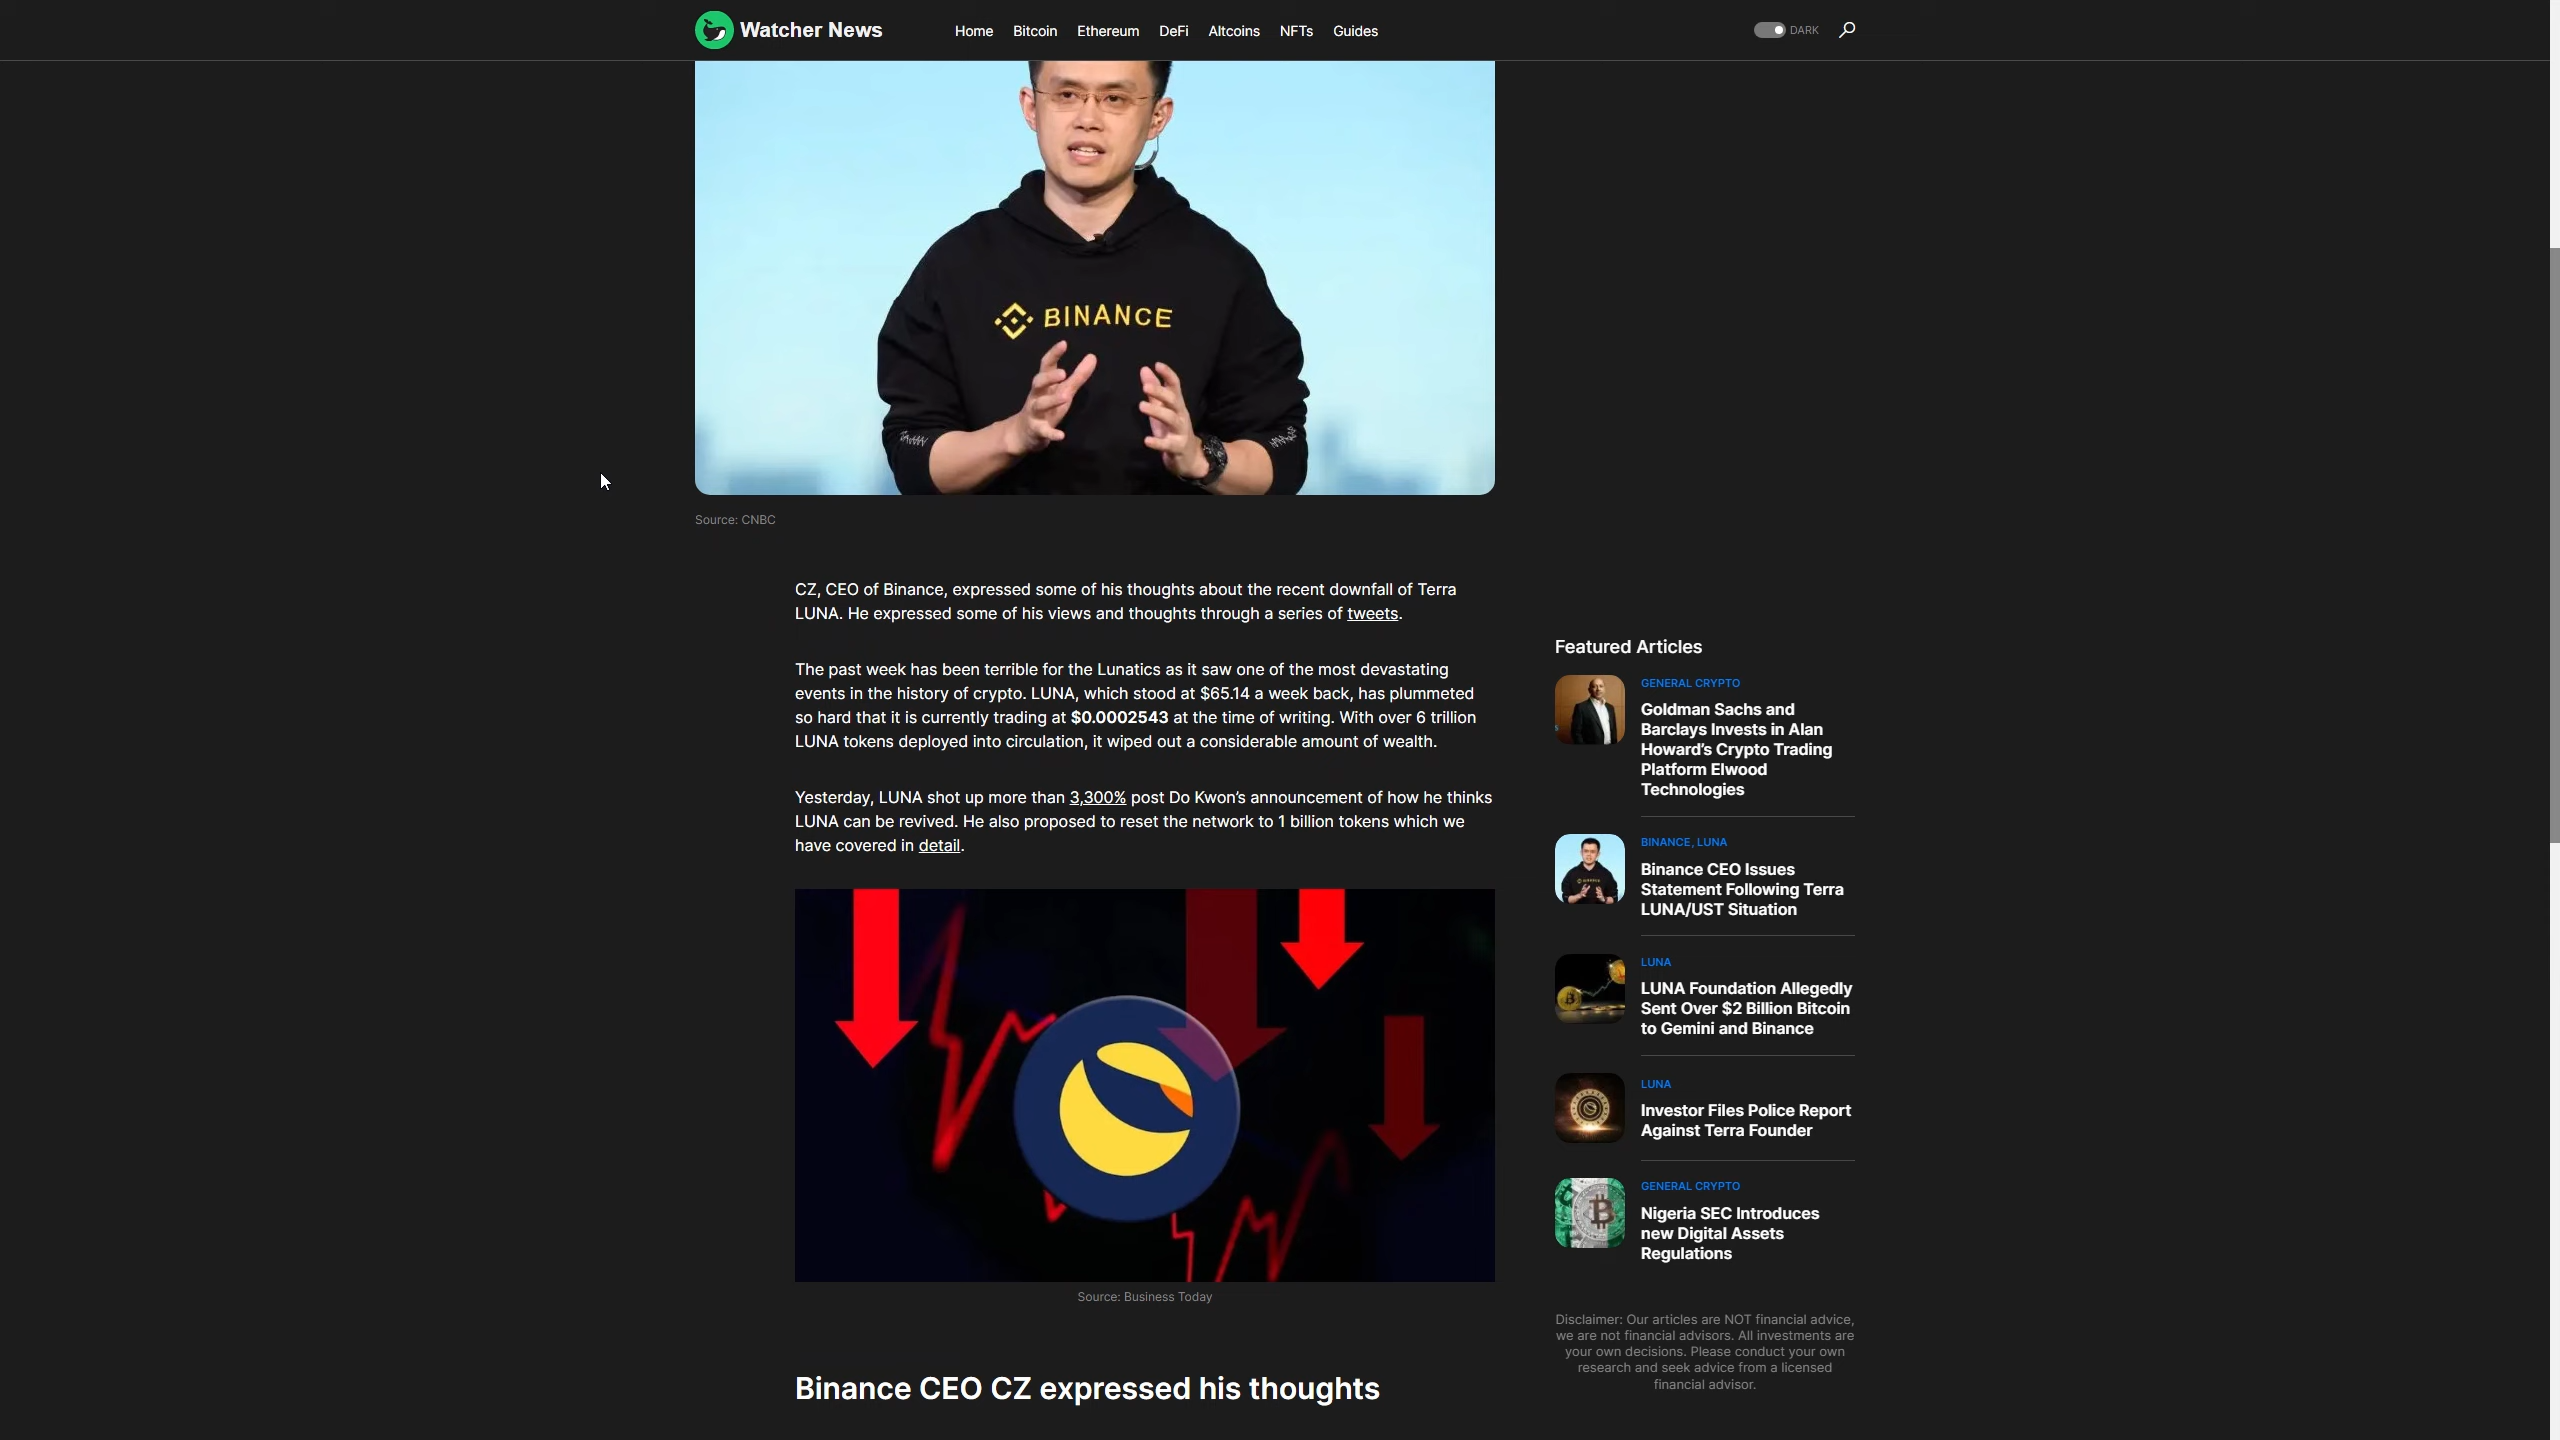 Watcher News
Home Bitcoin Ethereum DeFi Altcoins NFTs Guides
DARK
BINANCE
Source: CNBC
CZ, CEO of Binance, expressed some of his thoughts about the recent downfall of Terra
LUNA. He expressed some of his views and thoughts through a series of tweets.
The past week has been terrible for the Lunatics as it saw one of the most devastating
events in the history of crypto. LUNA, which stood at $65.14 a week back, has plummeted
so hard that it is currently trading at $0.0002543 at the time of writing. With over 6 trillion
LUNA tokens deployed into circulation, it wiped out a considerable amount of wealth.
Yesterday, LUNA shot up more than 3,300% post Do Kwon’s announcement of how he thinks
LUNA can be revived. He also proposed to reset the network to 1 billion tokens which we
have covered in detail.
Source: Business Today
Binance CEO CZ expressed his thoughts
Featured Articles
GENERAL CRYPTO
Goldman Sachs and
Barclays Invests in Alan
Howard’s Crypto Trading
Platform Elwood
Technologies
BINANCE, LUNA
Binance CEO Issues
Statement Following Terra
LUNA/UST Situation
LUNA
LUNA Foundation Allegedly
Sent Over $2 Billion Bitcoin
to Gemini and Binance
LUNA
Investor Files Police Report
Against Terra Founder
GENERAL CRYPTO
Nigeria SEC Introduces
new Digital Assets
Regulations
Disclaimer: Our articles are NOT financial advice,
we are not financial advisors. All investments are
your own decisions. Please conduct your own
research and seek advice from a licensed
financial advisor.